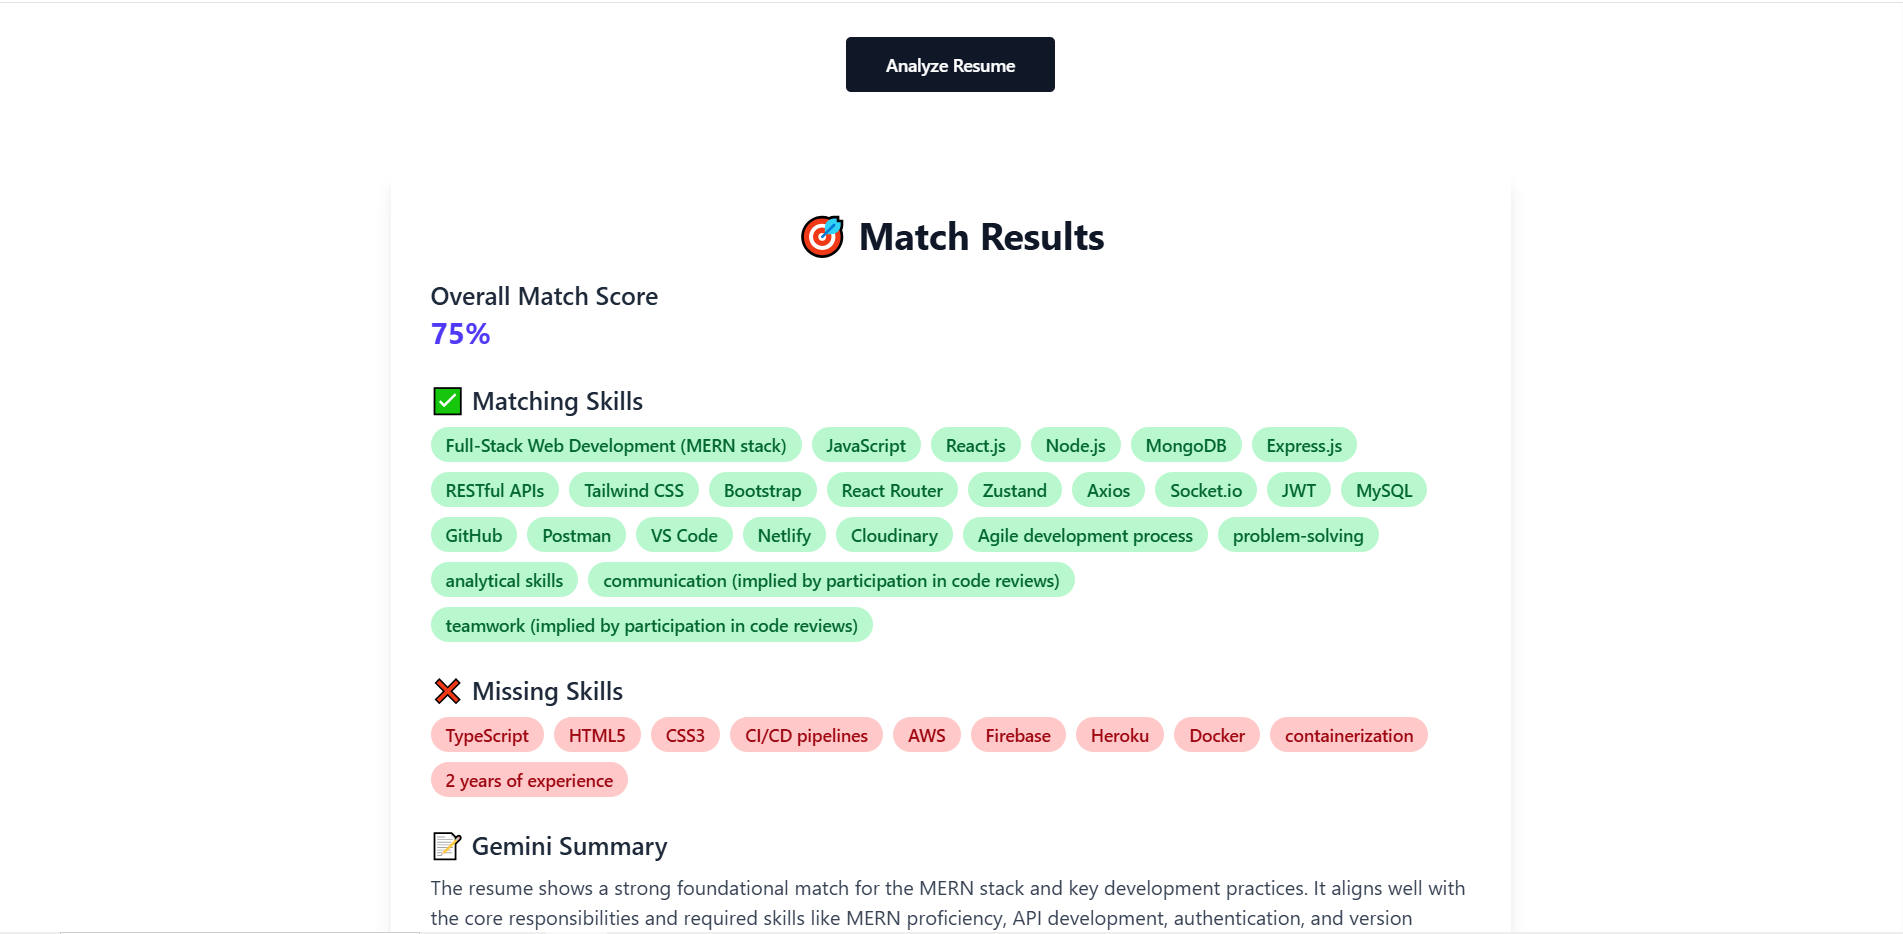 Analyze Resume
Match Results
Overall Match Score
75%
Matching Skills
Full-Stack Web Development (MERN stack) JavaScript React.js Node.js MongoDB Express.js
RESTful APIs Tailwind CSS Bootstrap React Router Zustand Axios Socket.io JWT MySQL
GitHub Postman VS Code Netlify Cloudinary Agile development process problem-solving
analytical skills communication (implied by participation in code reviews)
teamwork (implied by participation in code reviews)
Missing Skills
TypeScript HTML5 CSS3 CI/CD pipelines AWS Firebase Heroku Docker containerization
2 years of experience
Gemini Summary
The resume shows a strong foundational match for the MERN stack and key development practices. It aligns well with
the core responsibilities and required skills like MERN proficiency, API development, authentication, and version